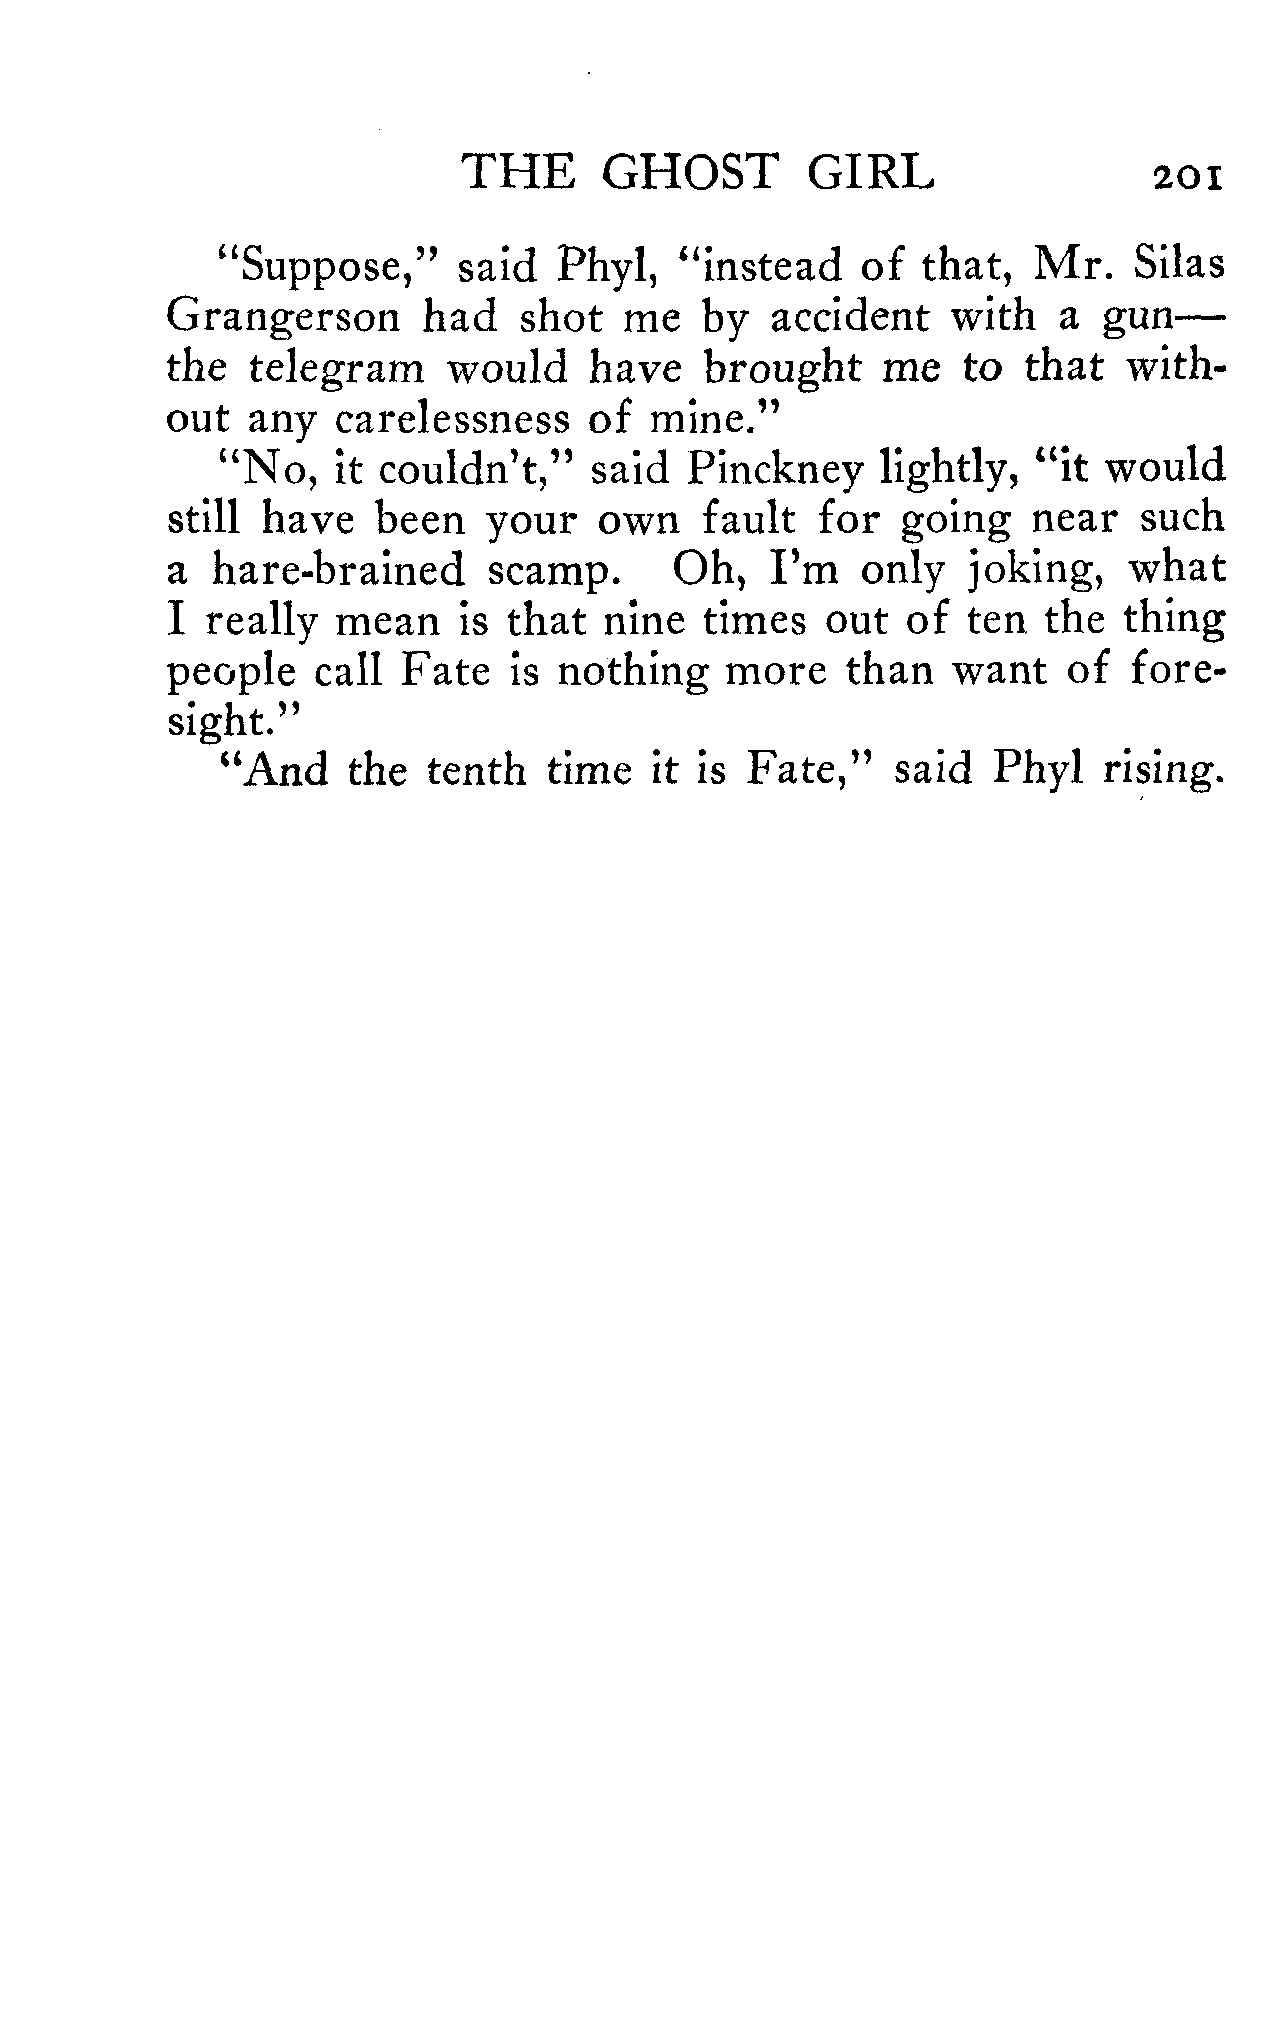 THE GHOST GIRL 201
“Suppose,” said Phyl, “instead of that, Mr. Silas
Grangerson had shot me by accident with a gun—
the telegram would have brought me to that with-
out any carelessness of mine.”
“No, it couldn’t,” said Pinckney lightly, “it would
still have been your own fault for going near such
a hare-brained scamp. Oh, I’m only joking, what
I really mean is that nine times out of ten the thing
people call Fate is nothing more than want of fore-
sight.”
“And the tenth time it is Fate,” said Phyl rising.